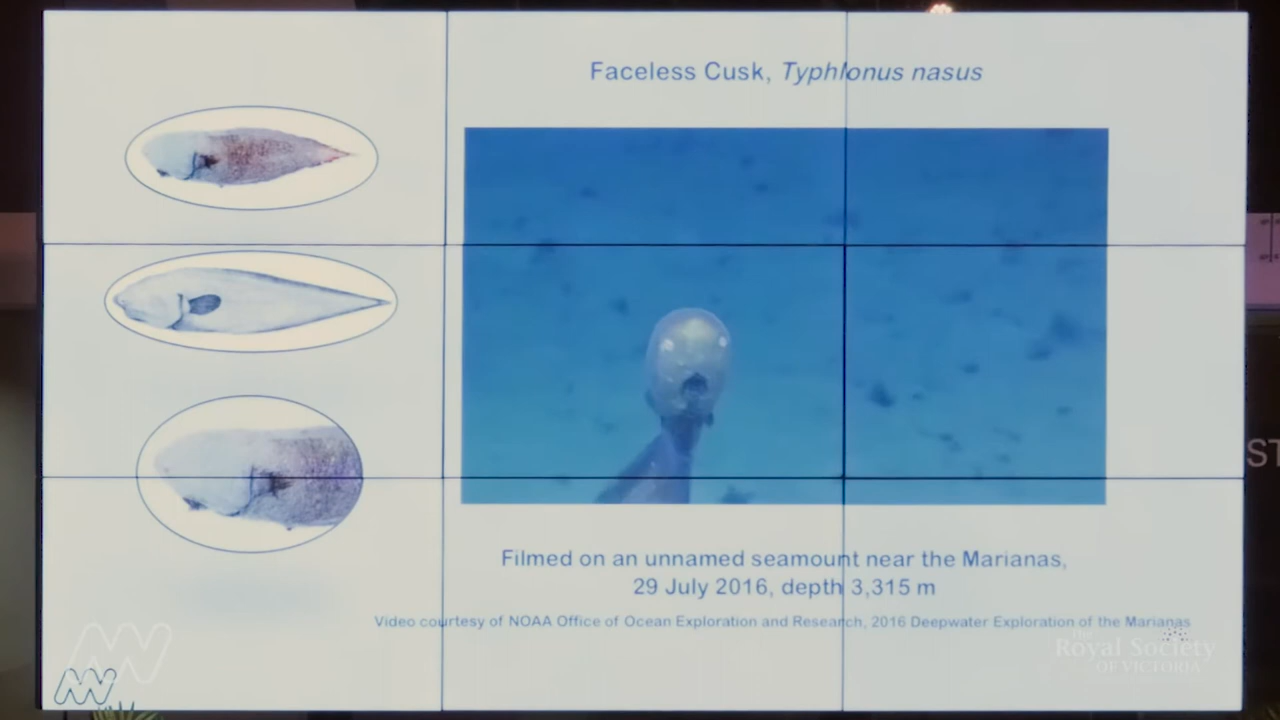 Faceless Cusk, Typhlonus nasus
Filmed on an unnamed seamount near the Marianas,
29 July 2016, depth 3,315 m
Video courtesy of NOAA Office of Ocean Exploration and Research, 2016 Deepwater Exploration of the Marianas
The
Royal Society
OF VICTORIA
ST